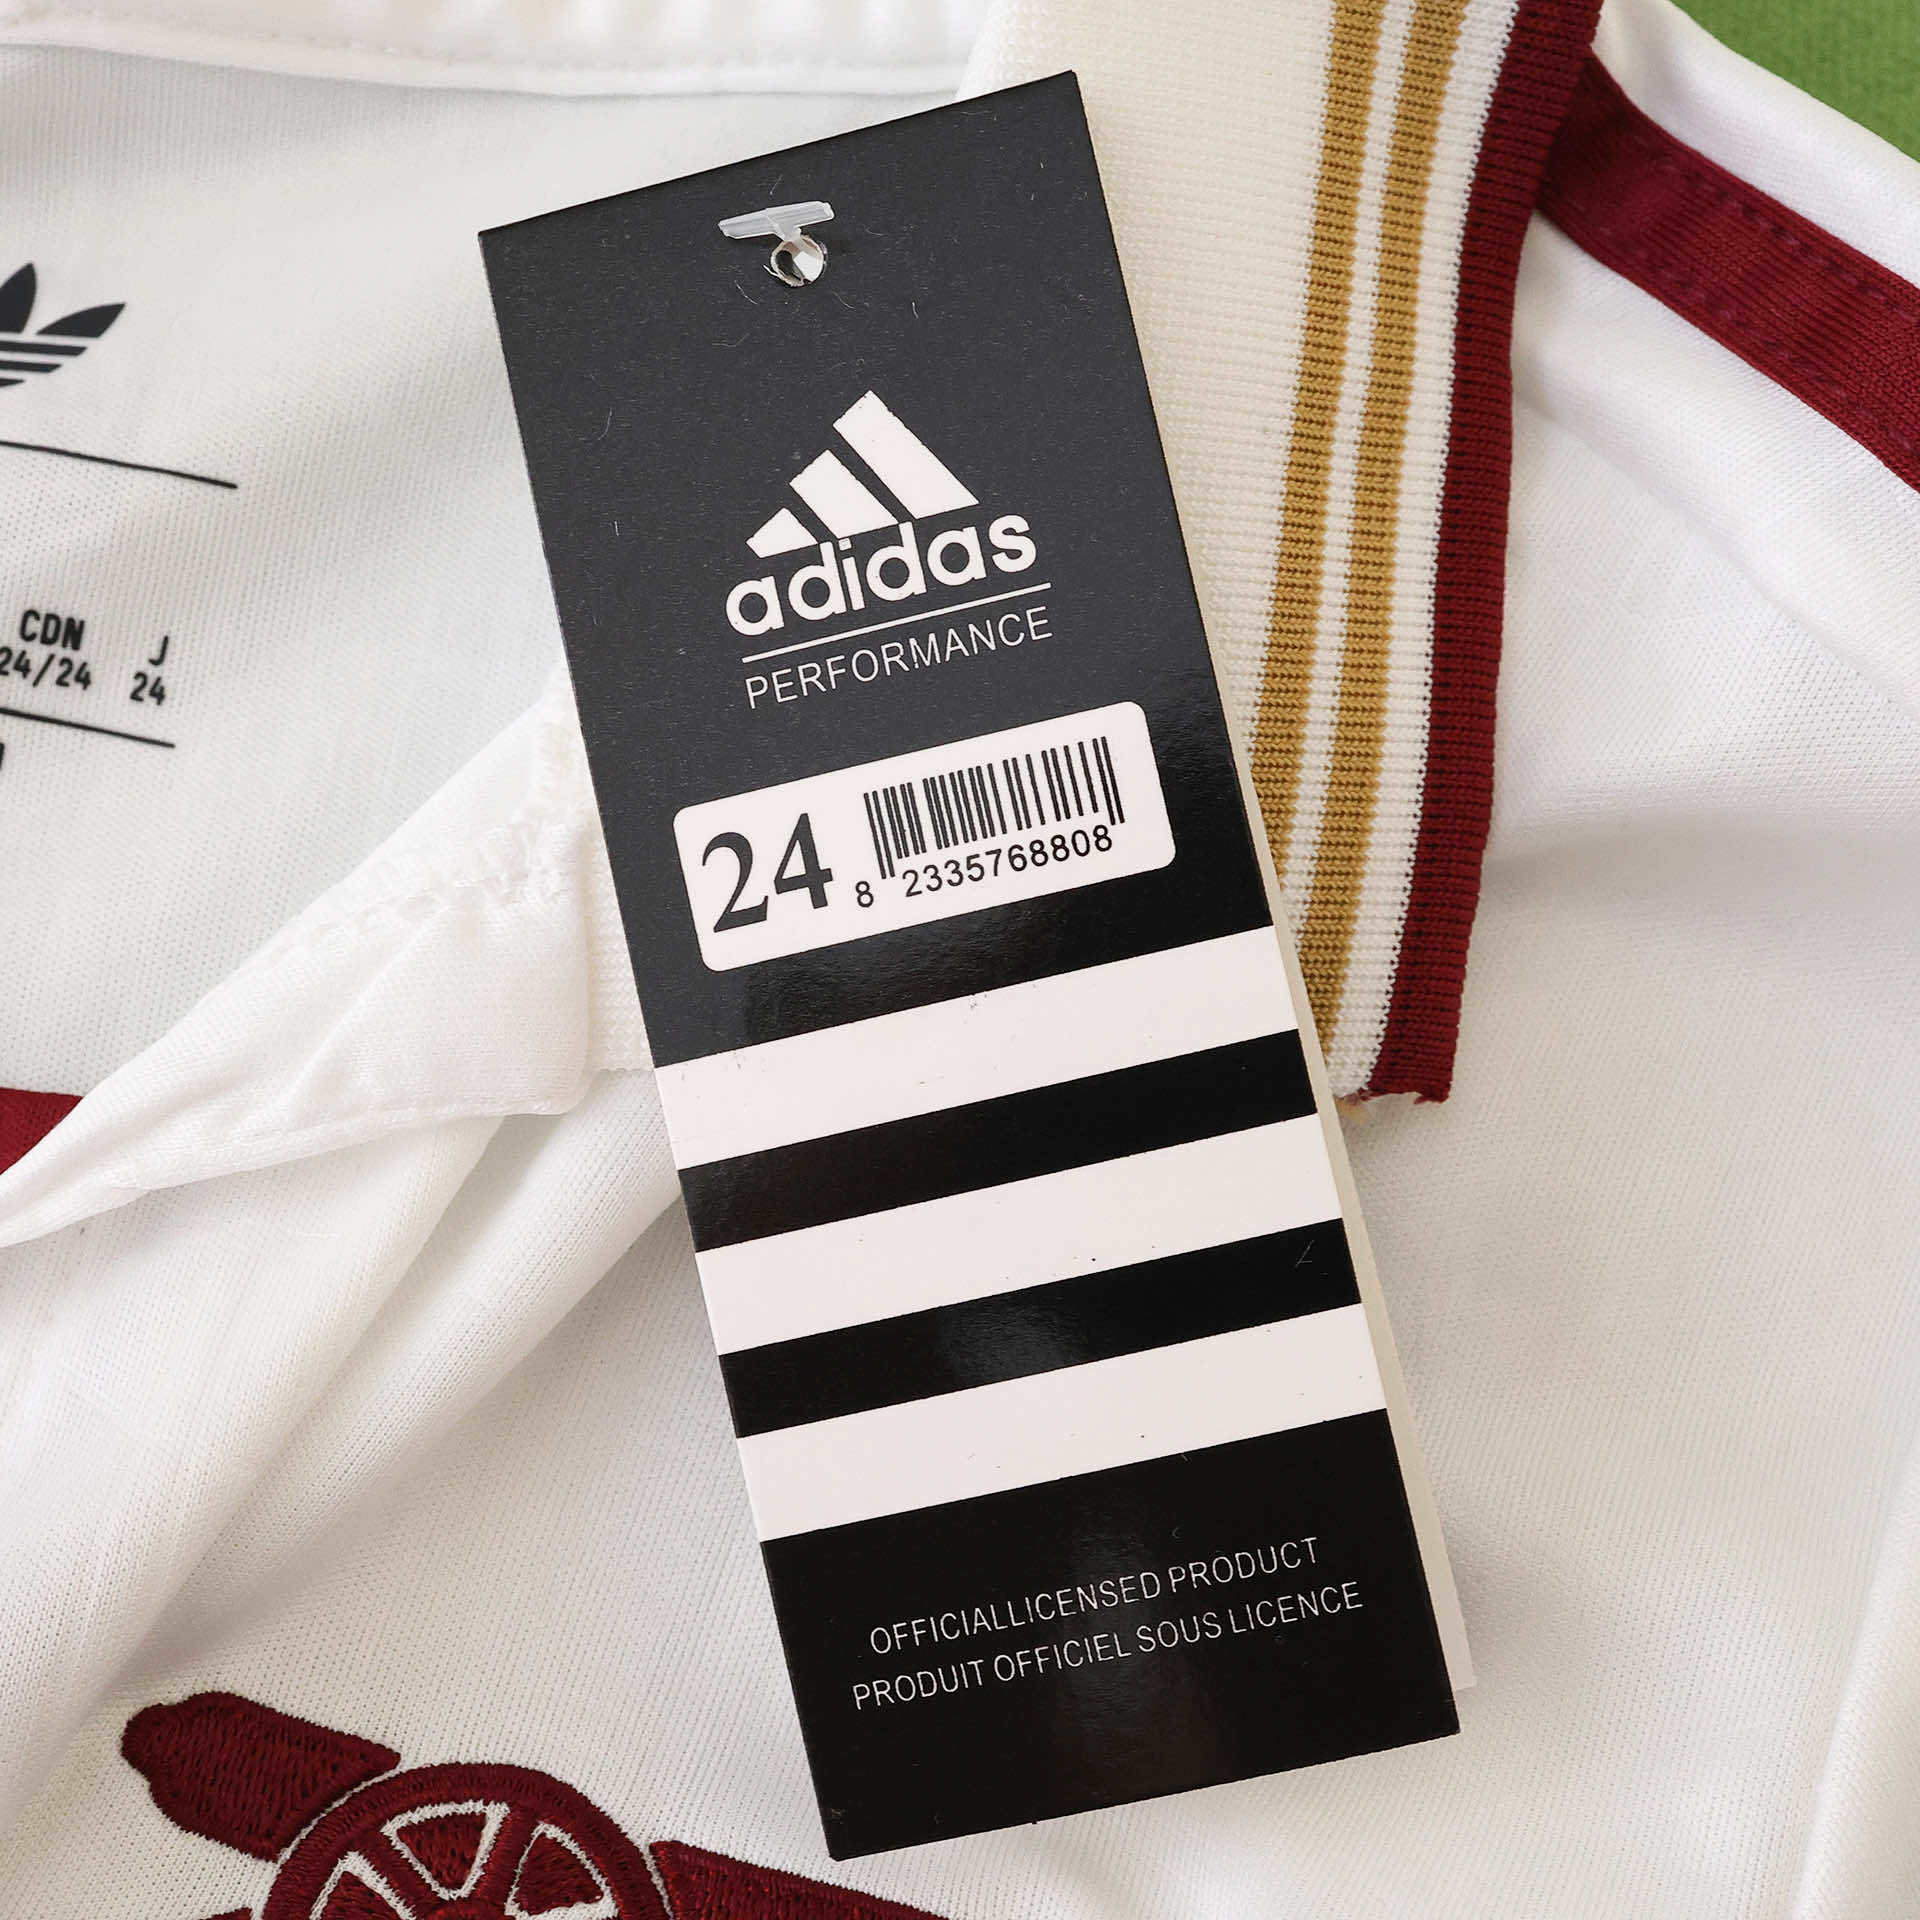 adidas
PERFORMANCE
24
8 2335768808
OFFICIALLICENSED PRODUCT
PRODUIT OFFICIEL SOUS LICENCE
CDN J
24/24 24